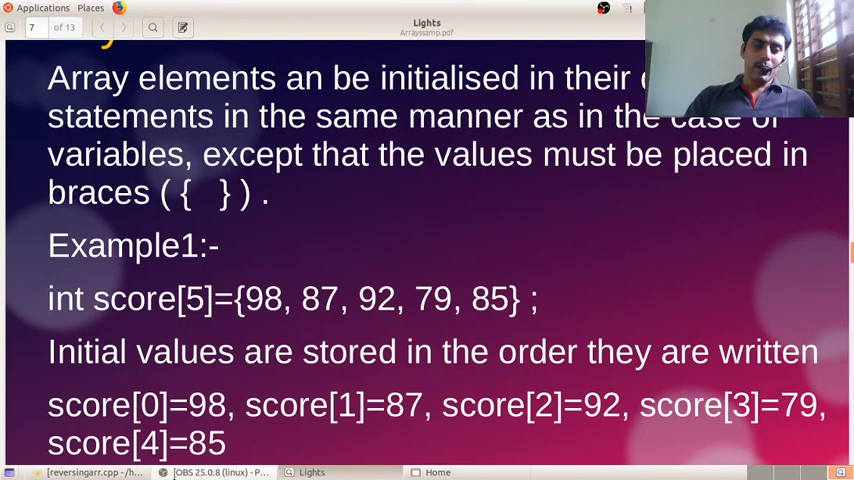 Applications Places
7 of 13
Lights
Arrayssamp.pdf
Array elements an be initialised in their
statements in the same manner as in the case of
variables, except that the values must be placed in
braces ( { } ) .
Example1:-
int score[5]={98, 87, 92, 79, 85} ;
Initial values are stored in the order they are written
score[0]=98, score[1]=87, score[2]=92, score[3]=79,
score[4]=85
[reversingarr.cpp - /h... [OBS 25.0.8 (linux) - P... Lights Home